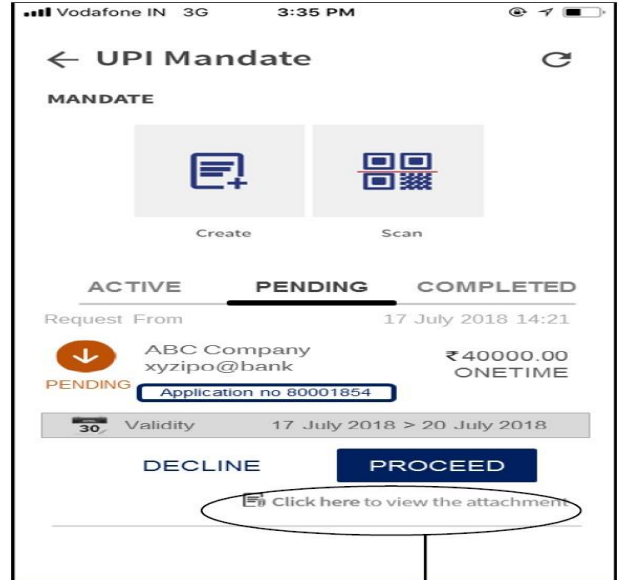 Vodafone IN 3G 3:35 PM
← UPI Mandate
MANDATE
Create Scan
ACTIVE PENDING COMPLETED
Request From 17 July 2018 14:21
ABC Company ₹40000.00
xyzipo@bank ONETIME
PENDING
Application no 80001854
30 Validity 17 July 2018 > 20 July 2018
DECLINE PROCEED
Click here to view the attachment